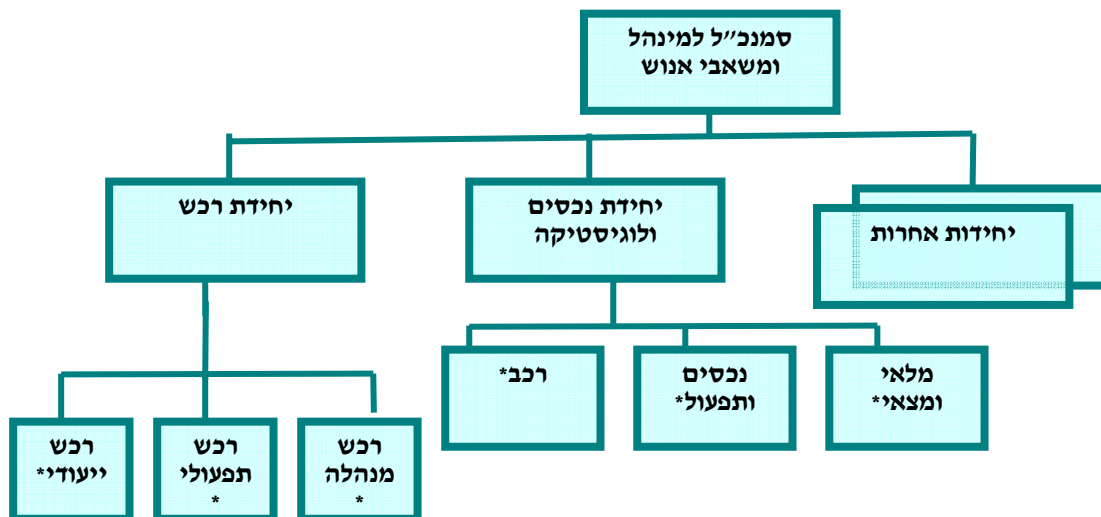 סמנכ״ל למינהל
ומשאבי אנוש
יחידות אחרות
יחידת נכסים
ולוגיסטיקה
יחידת רכש
מלאי
ומצאי*
נכסים
ותפעול*
רכב*
רכש
מנהלה
*
רכש
תפעולי
*
רכש
ייעודי*